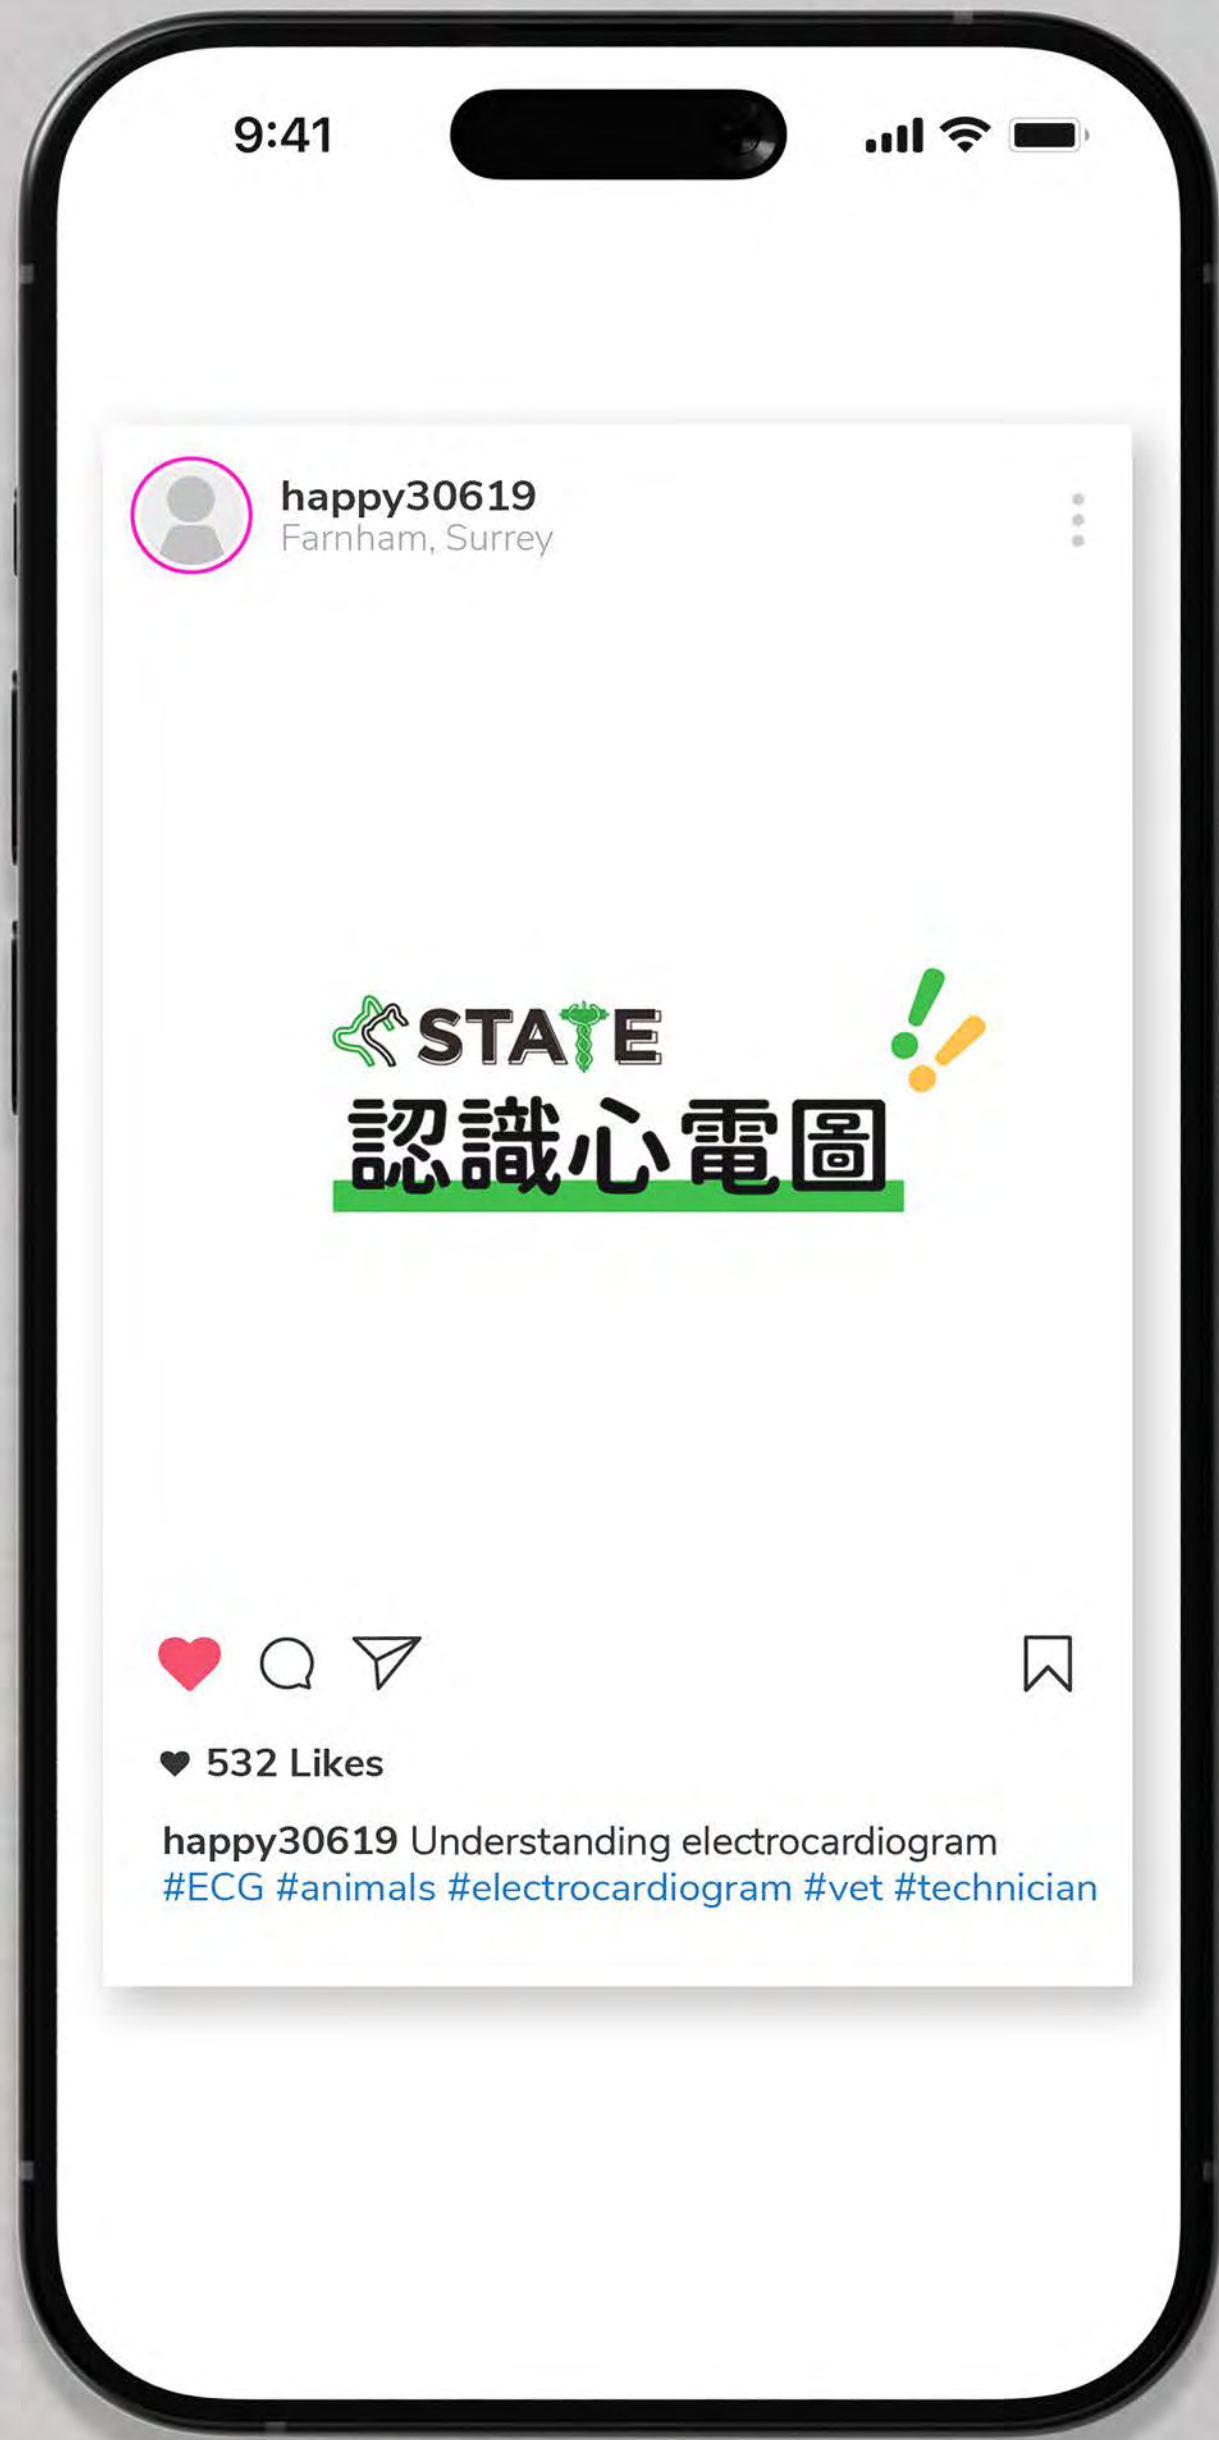 9:41
happy30619
Farnham, Surrey
STATE
認識心電圖
532 Likes
happy30619 Understanding electrocardiogram
#ECG #animals #electrocardiogram #vet #technician